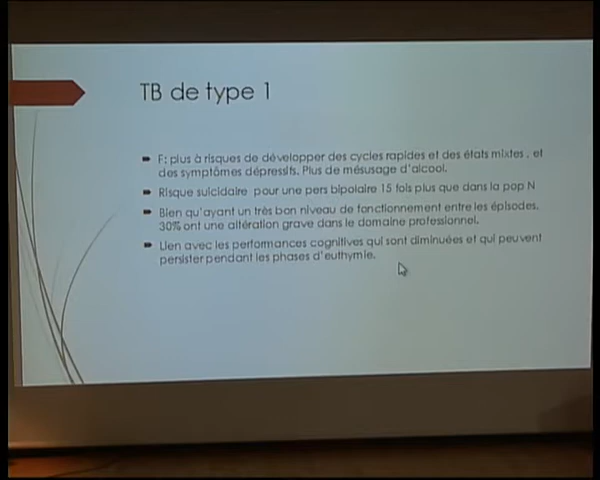 TB de type 1
F: plus à risques de développer des cycles rapides et des états mixtes , et
des symptômes dépressifs. Plus de mésusage d'alcool.
Risque suicidaire pour une pers bipolaire 15 fois plus que dans la pop N
Bien qu'ayant un très bon niveau de fonctionnement entre les épisodes,
30% ont une altération grave dans le domaine professionnel.
Lien avec les performances cognitives qui sont diminuées et qui peuvent
persister pendant les phases d'euthymie.